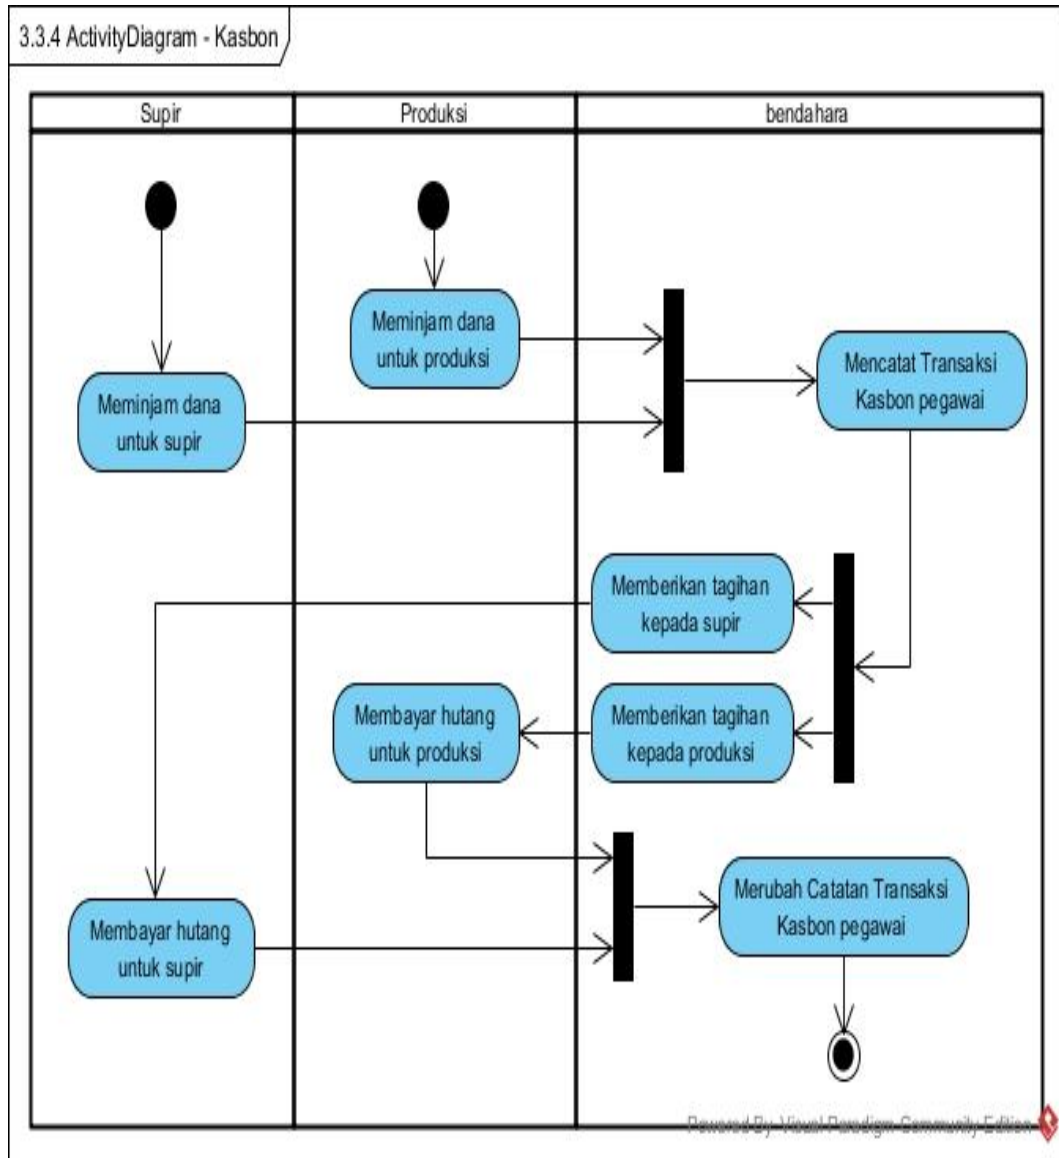 3.3.4 ActivityDiagram - Kasbon
Supir
Produksi
bendahara
Meminjam dana
untuk produksi
Mencatat Transaksi
Kasbon pegawai
Meminjam dana
untuk supir
Memberikan tagihan
kepada supir
Membayar hutang
untuk produksi
Memberikan tagihan
kepada produksi
Merubah Catatan Transaksi
Kasbon pegawai
Membayar hutang
untuk supir
Powered By Visual Paradigm Community Edition